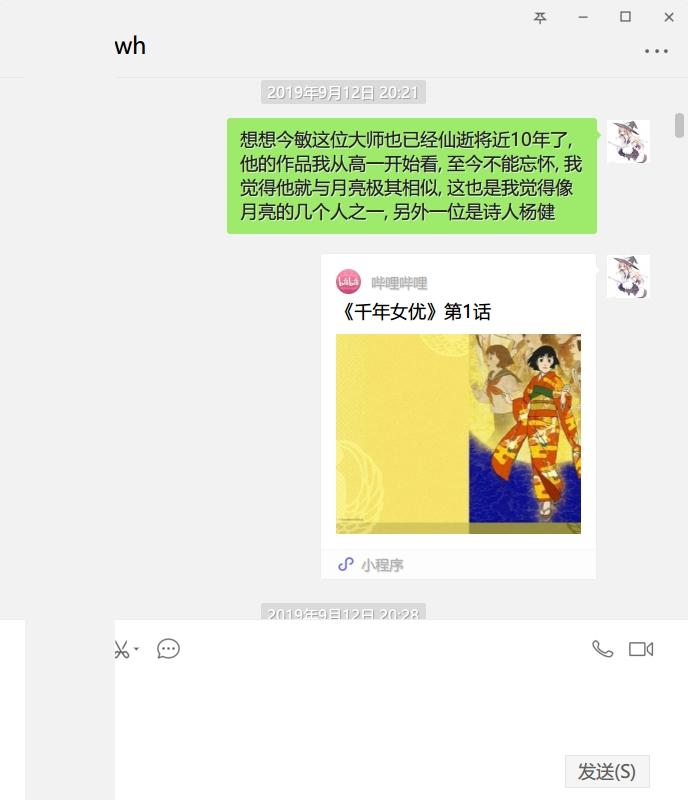 wh
2019年9月12日 20:21
想想今敏这位大师也已经仙逝将近10年了,
他的作品我从高一开始看, 至今不能忘怀, 我
觉得他就与月亮极其相似, 这也是我觉得像
月亮的几个人之一, 另外一位是诗人杨健
哔哩哔哩
《千年女优》第1话
小程序
2019年9月12日 20:28
发送(S)